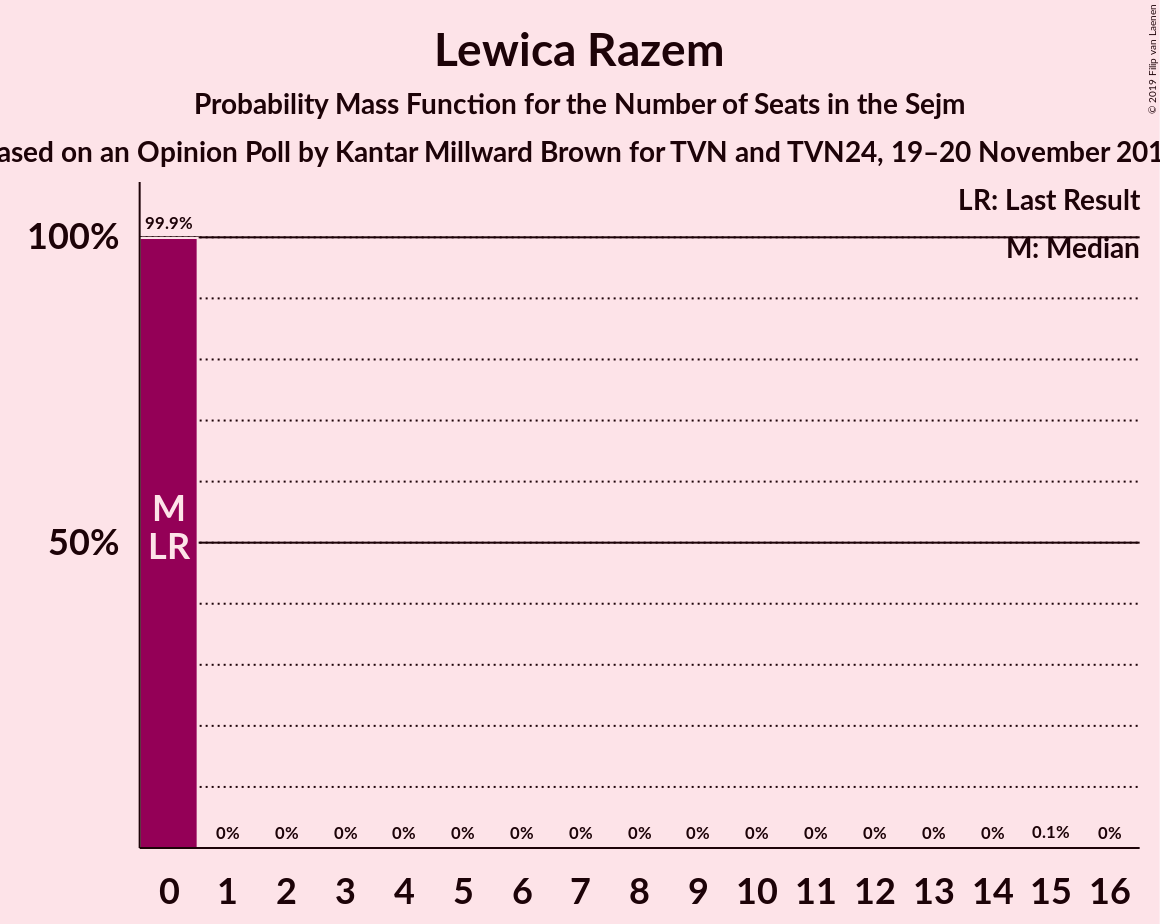 Lewica Razem
Probability Mass Function for the Number of Seats in the Sejm
ased on an Opinion Poll by Kantar Millward Brown for TVN and TVN24, 19–20 November 201
© 2019 Filip van Laenen
LR: Last Result
M: Median
100%
50%
99.9%
M
LR
0% 0% 0% 0% 0% 0% 0% 0% 0% 0% 0% 0% 0% 0% 0.1% 0%
0 1 2 3 4 5 6 7 8 9 10 11 12 13 14 15 16